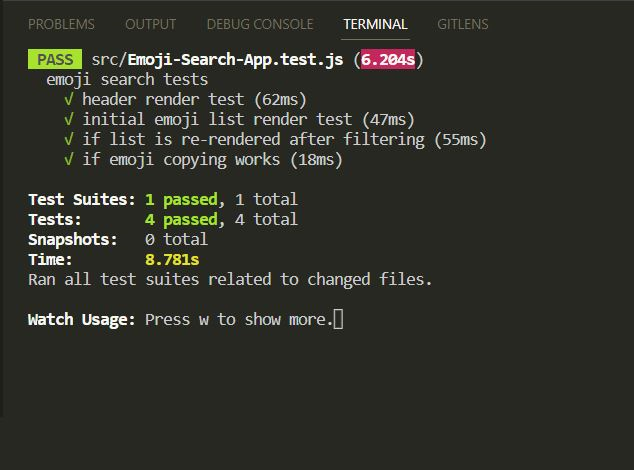 PROBLEMS OUTPUT DEBUG CONSOLE TERMINAL GITLENS
PASS src/Emoji-Search-App.test.js (6.204s)
emoji search tests
√ header render test (62ms)
√ initial emoji list render test (47ms)
√ if list is re-rendered after filtering (55ms)
√ if emoji copying works (18ms)
Test Suites: 1 passed, 1 total
Tests: 4 passed, 4 total
Snapshots: 0 total
Time: 8.781s
Ran all test suites related to changed files.
Watch Usage: Press w to show more.